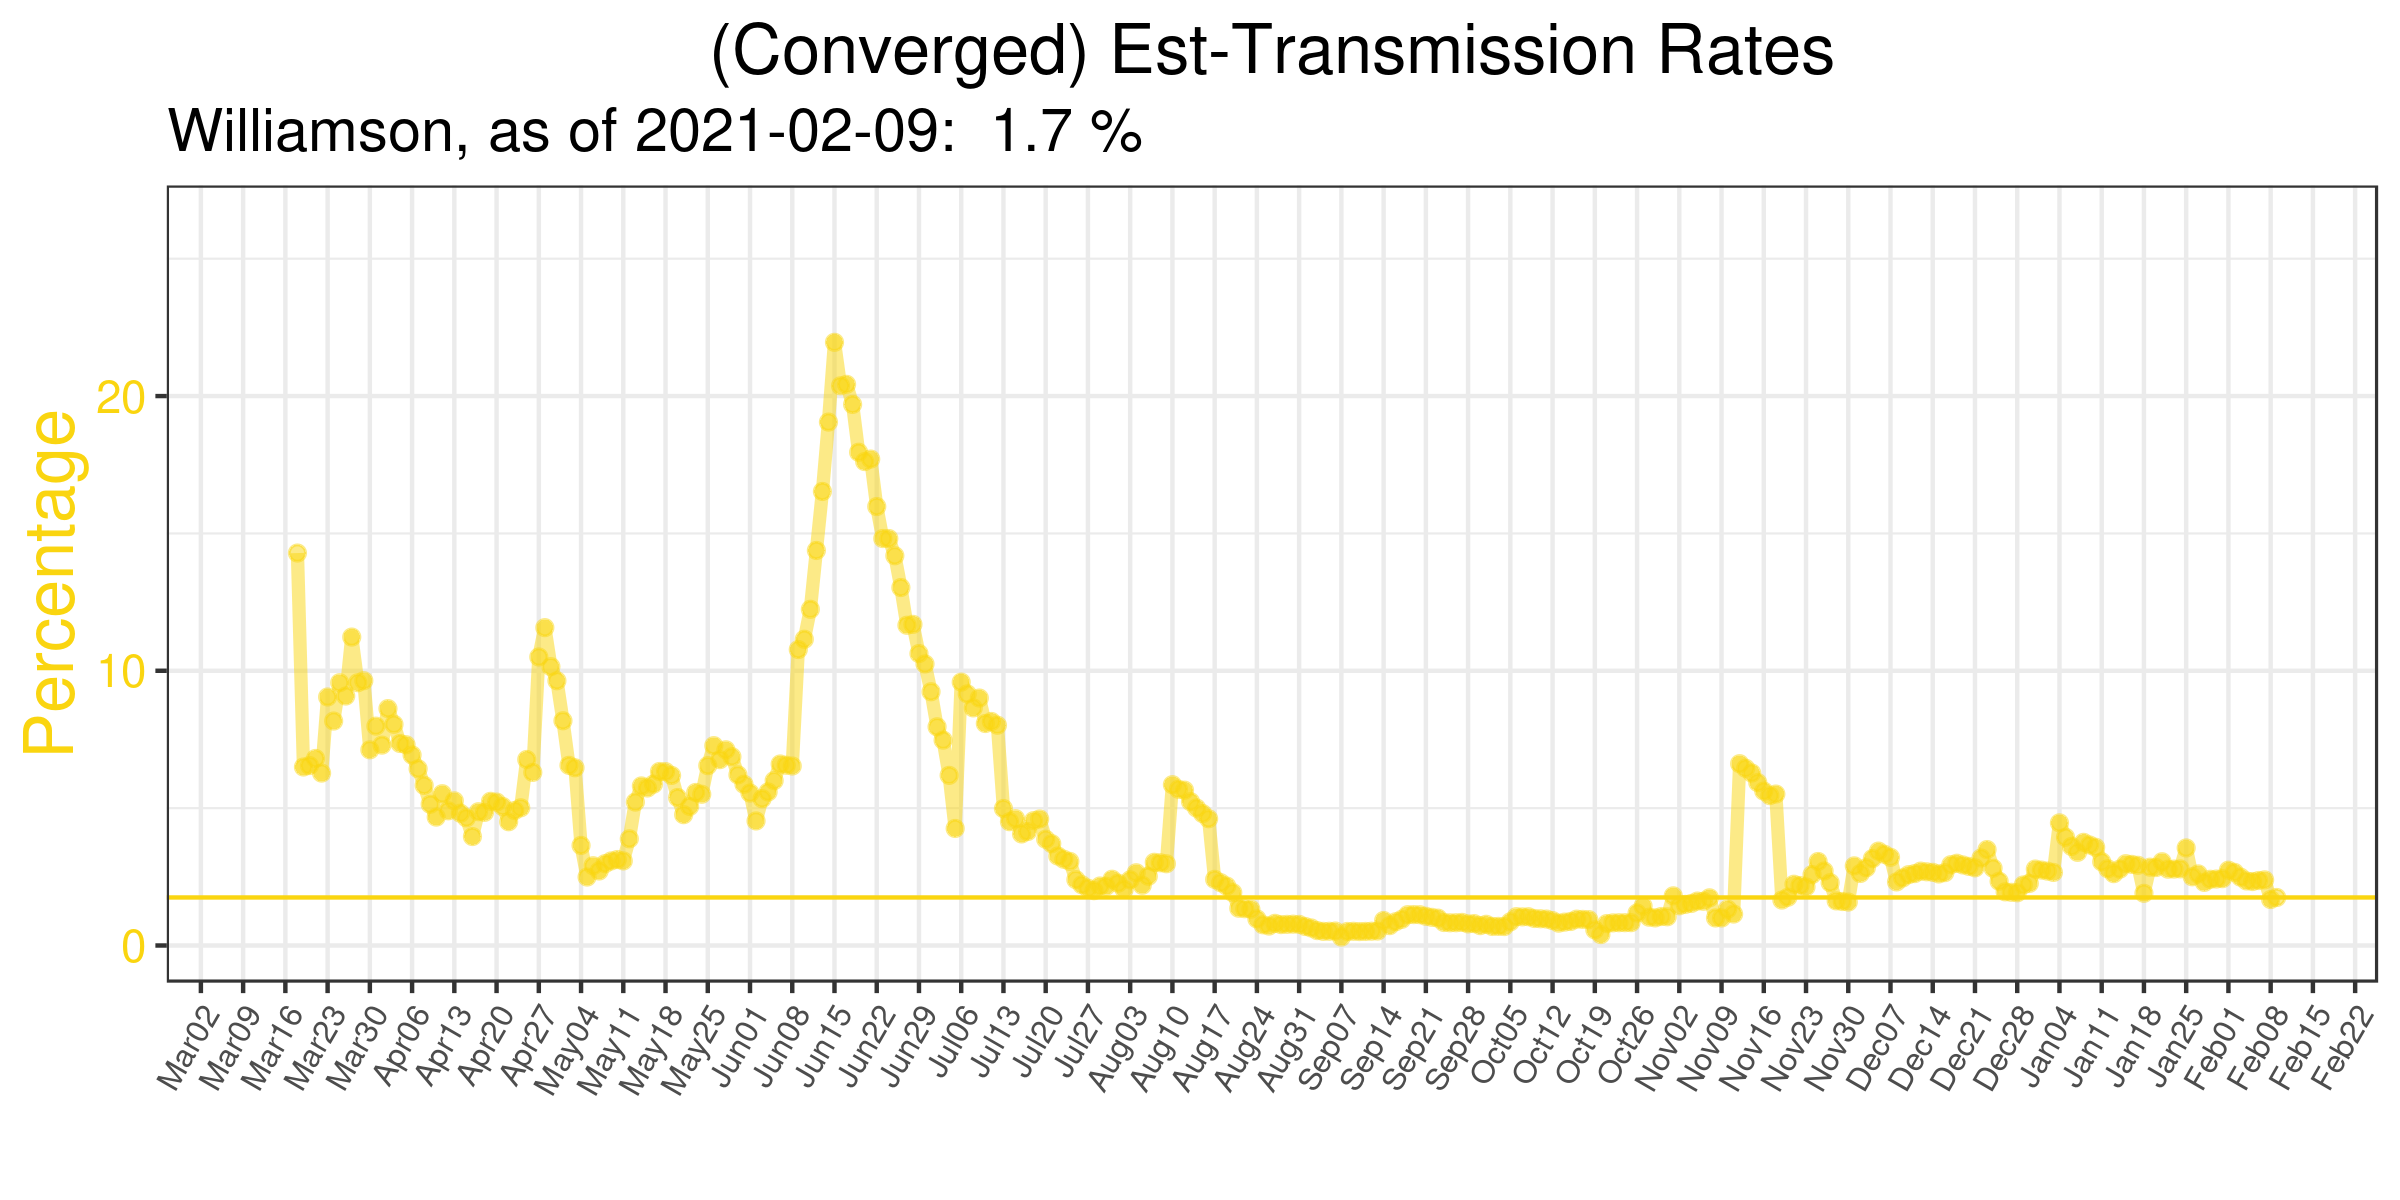 (Converged) Est-Transmission Rates
Williamson, as of 2021-02-09:  1.7 %
Percentage
20
10
0
Mar02
Mar09
Mar16
Mar23
Mar30
Apr06
Apr13
Apr20
Apr27
May04
May11
May18
May25
Jun01
Jun08
Jun15
Jun22
Jun29
Jul06
Jul13
Jul20
Jul27
Aug03
Aug10
Aug17
Aug24
Aug31
Sep07
Sep14
Sep21
Sep28
Oct05
Oct12
Oct19
Oct26
Nov02
Nov09
Nov16
Nov23
Nov30
Dec07
Dec14
Dec21
Dec28
Jan04
Jan11
Jan18
Jan25
Feb01
Feb08
Feb15
Feb22